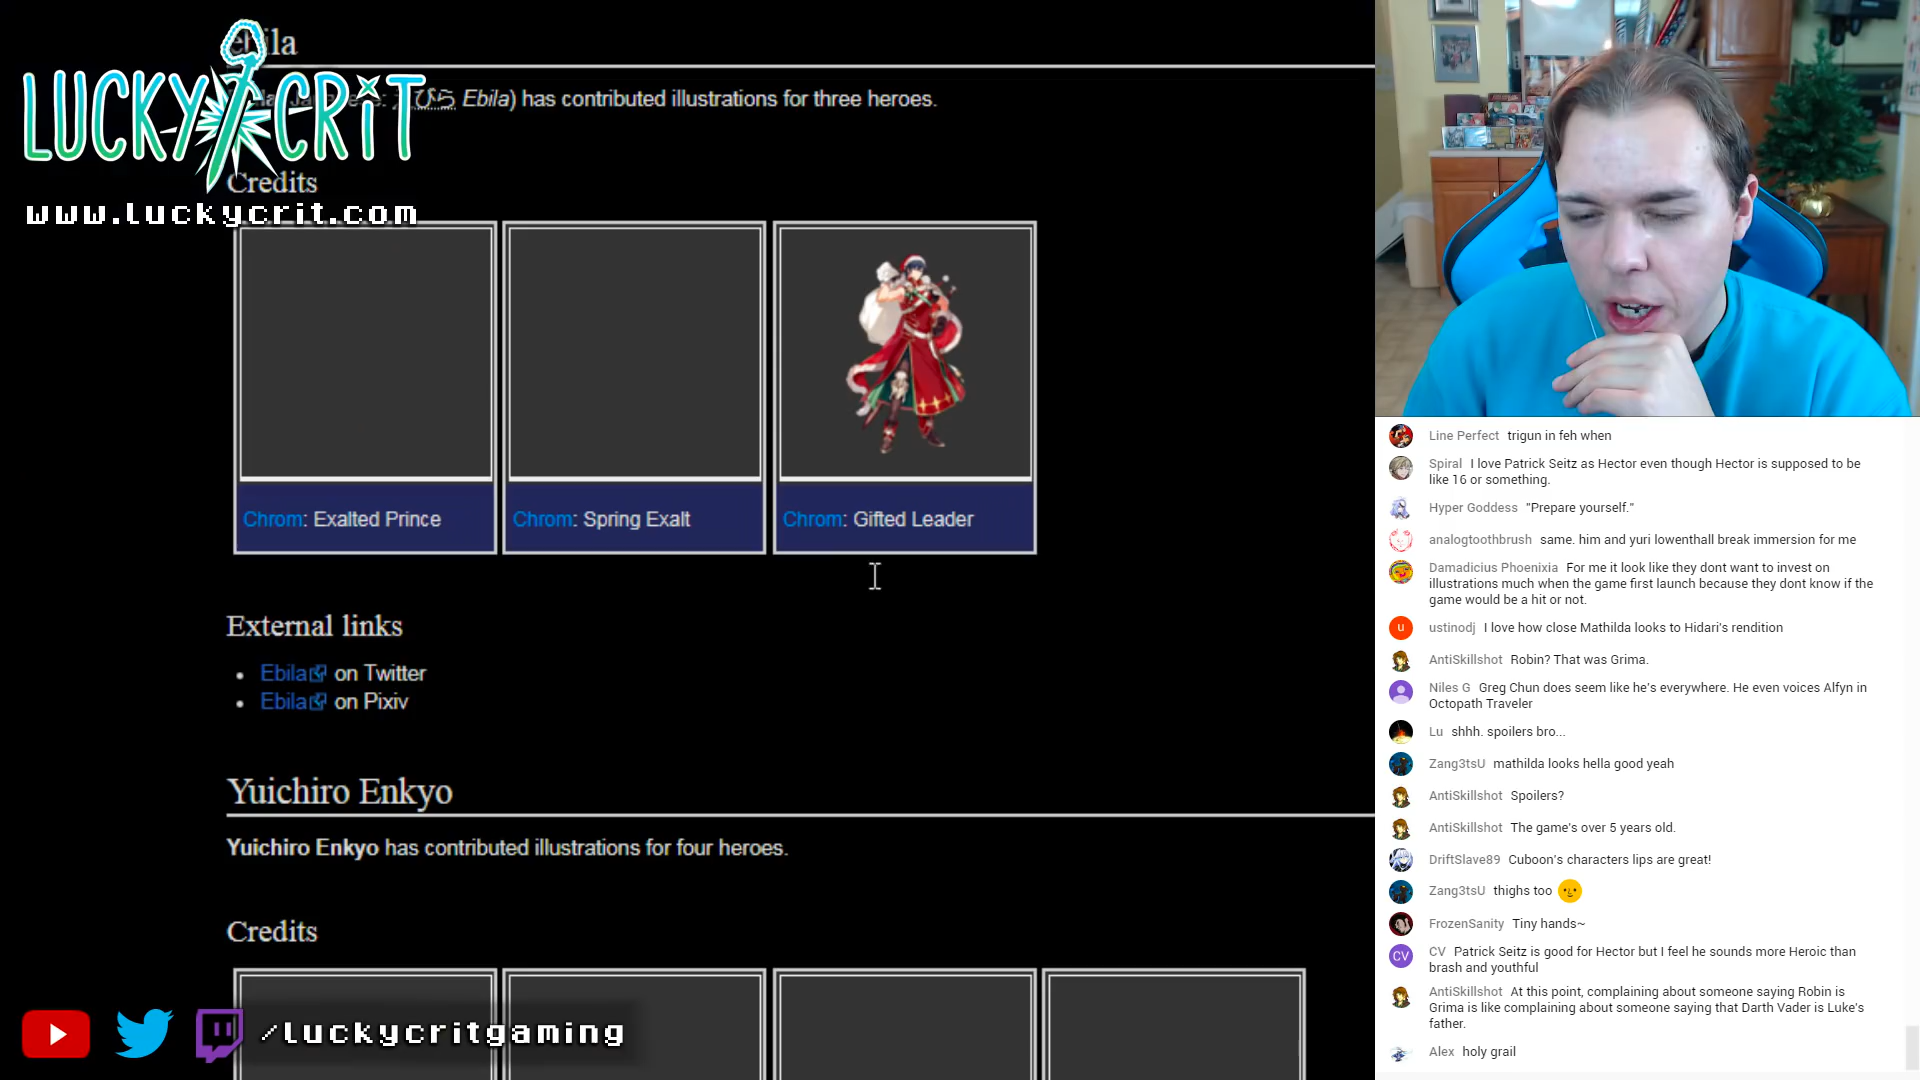 ebila
びら Ebila) has contributed illustrations for three heroes.
LUCKY CRIT
Credits
www.luckycrit.com
Chrom: Exalted Prince
Chrom: Spring Exalt
Chrom: Gifted Leader
External links
Ebila on Twitter
Ebila on Pixiv
Yuichiro Enkyo
Yuichiro Enkyo has contributed illustrations for four heroes.
Credits
/luckycritgaming
Line Perfect trigun in feh when
Spiral I love Patrick Seitz as Hector even though Hector is supposed to be
like 16 or something.
Hyper Goddess "Prepare yourself."
analogtoothbrush same. him and yuri lowenthall break immersion for me
Damadicius Phoenixia For me it look like they dont want to invest on
illustrations much when the game first launch because they dont know if the
game would be a hit or not.
u ustinodj I love how close Mathilda looks to Hidari's rendition
AntiSkillshot Robin? That was Grima.
Niles G Greg Chun does seem like he's everywhere. He even voices Alfyn in
Octopath Traveler
Lu shhh. spoilers bro...
Zang3tsU mathilda looks hella good yeah
AntiSkillshot Spoilers?
AntiSkillshot The game's over 5 years old.
DriftSlave89 Cuboon's characters lips are great!
Zang3tsU thighs too
FrozenSanity Tiny hands~
CV CV Patrick Seitz is good for Hector but I feel he sounds more Heroic than
brash and youthful
AntiSkillshot At this point, complaining about someone saying Robin is
Grima is like complaining about someone saying that Darth Vader is Luke's
father.
Alex holy grail